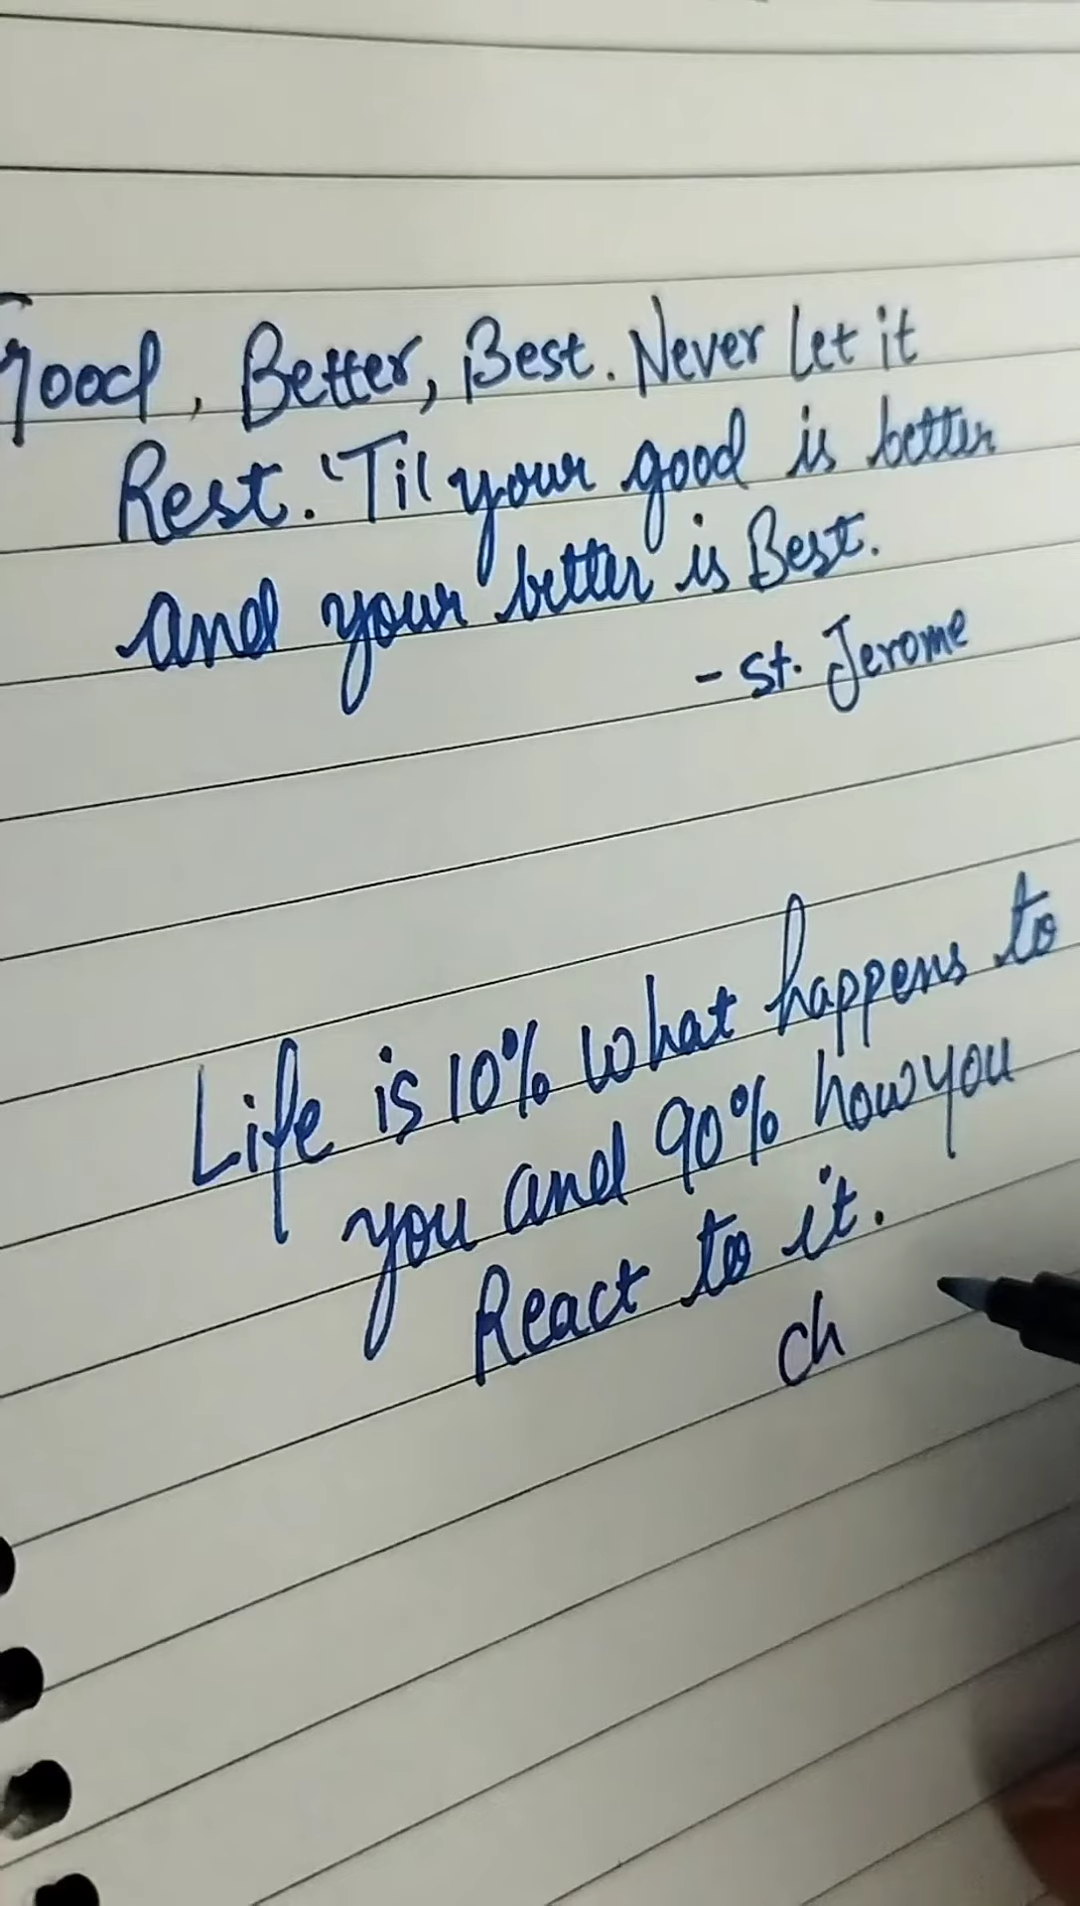 Good, Better, Best. Never let it
Rest. 'Til your good is better
and your better is Best.
- St. Jerome
Life is 10% what happens to
you and 90% how you
React to it.
Ch